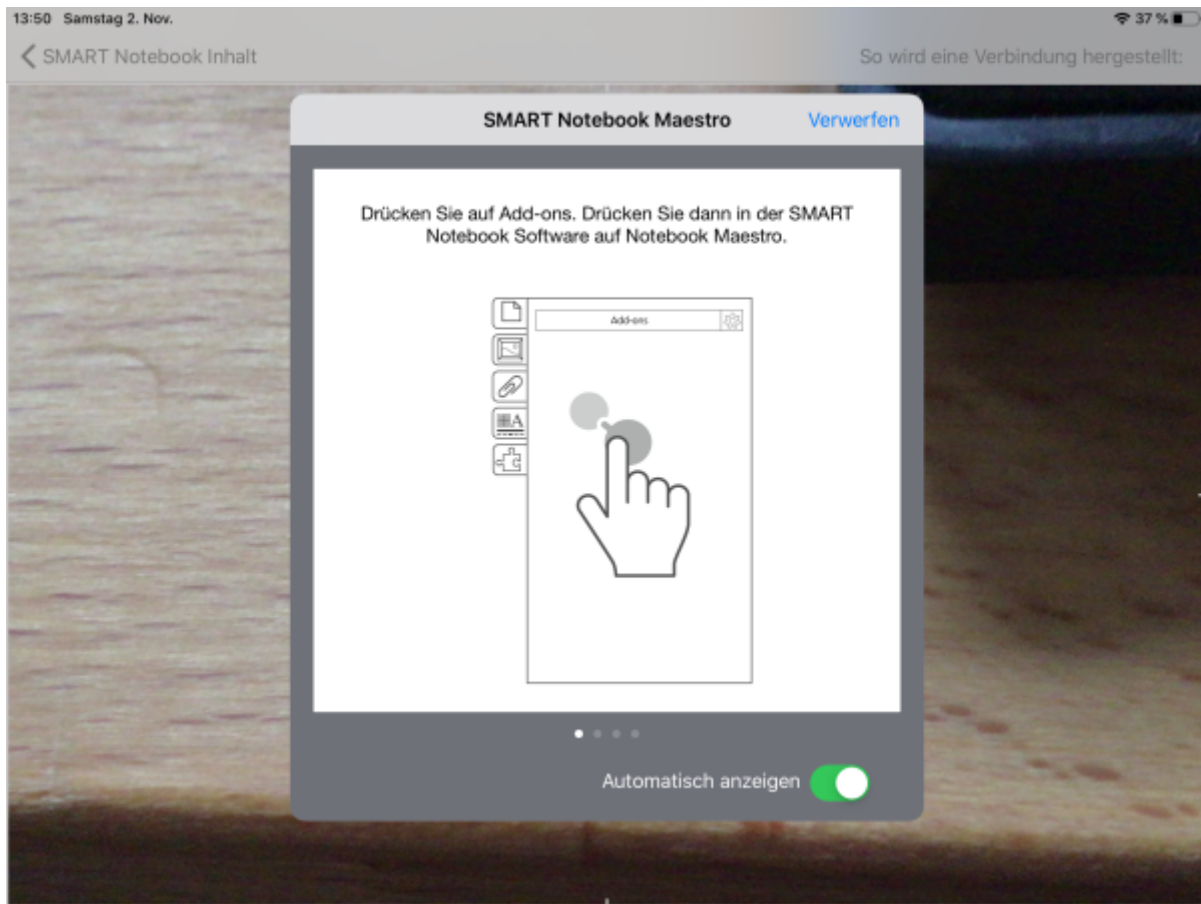 13:50 Samstag 2. Nov.
37 %
SMART Notebook Inhalt
So wird eine Verbindung hergestellt:
SMART Notebook Maestro
Verwerfen
Drücken Sie auf Add-ons. Drücken Sie dann in der SMART
Notebook Software auf Notebook Maestro.
Add-ons
A
Automatisch anzeigen